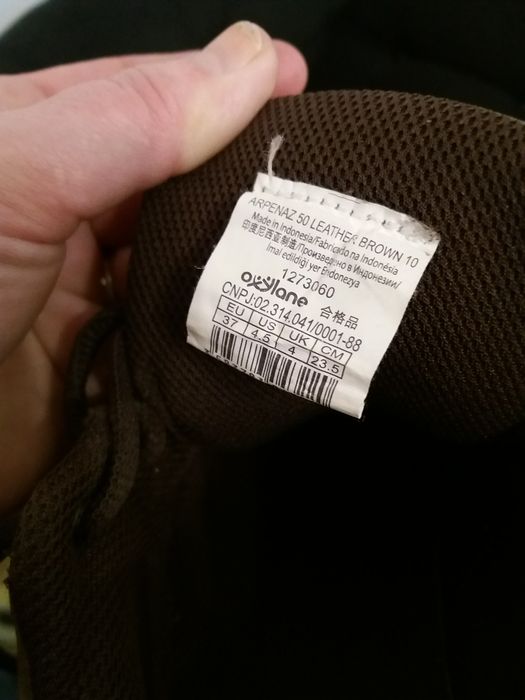 ARPENAZ 50 LEATHER BROWN 10
Made in Indonesia/Fabricado na Indonésia
印度尼西亚制造/Произведено в Индонезии/
Imal edildiği yer Endonezya
1273060
oxylane 合格品
CNPJ:02.314.041/0001-88
EU US UK CM
37 4.5 4 23.5